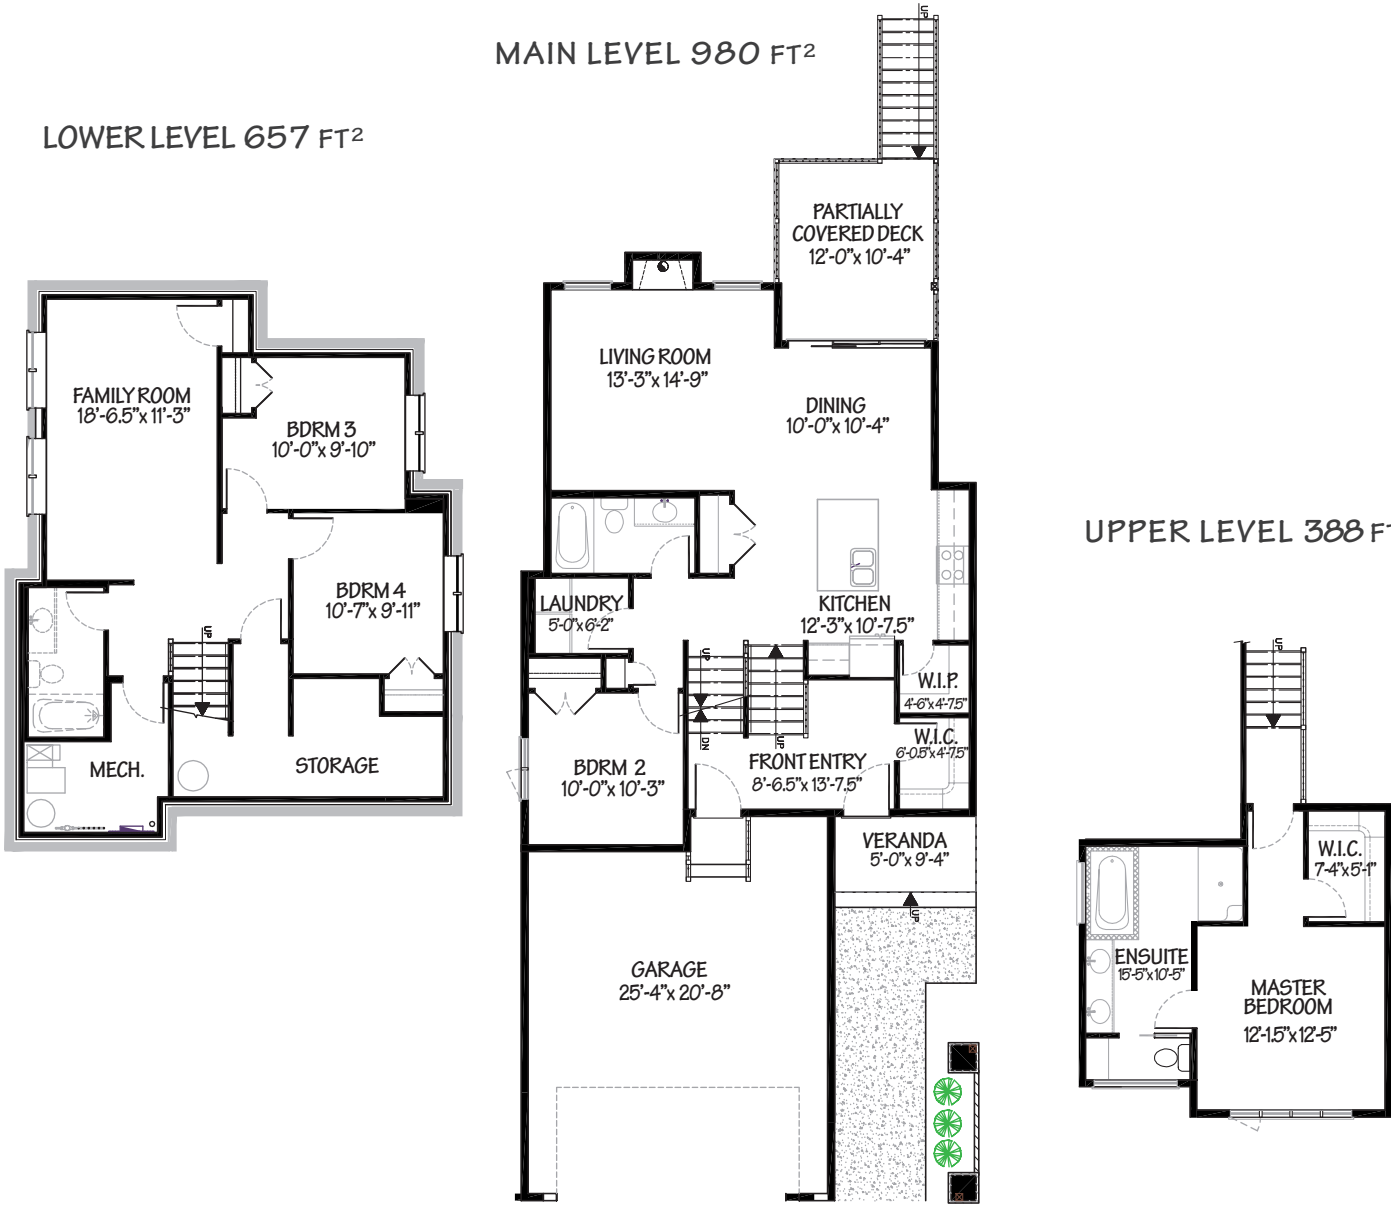 MAIN LEVEL 980 FT²
LOWER LEVEL 657 FT²
UPPER LEVEL 388 F
FAMILY ROOM
18'-6.5"x 11'-3"
BDRM 3
10'-0"x 9'-10"
BDRM 4
10'-7"x 9'-11"
UP
MECH.
STORAGE
UP
PARTIALLY
COVERED DECK
12'-0"x 10'-4"
LIVING ROOM
13'-3"x 14'-9"
DINING
10'-0"x 10'-4"
LAUNDRY
5'-0"x 6'-2"
KITCHEN
12'-3"x 10'-7.5"
UP
DN
UP
W.I.P.
4'-6"x 4'-7.5"
W.I.C.
6'-0.5"x 4'-7.5"
BDRM 2
10'-0"x 10'-3"
FRONT ENTRY
8'-6.5"x 13'-7.5"
VERANDA
5'-0"x 9'-4"
UP
GARAGE
25'-4"x 20'-8"
UP
W.I.C.
7'-4"x 5'-1"
ENSUITE
15'-5"x 10'-5"
MASTER
BEDROOM
12'-1.5"x 12'-5"